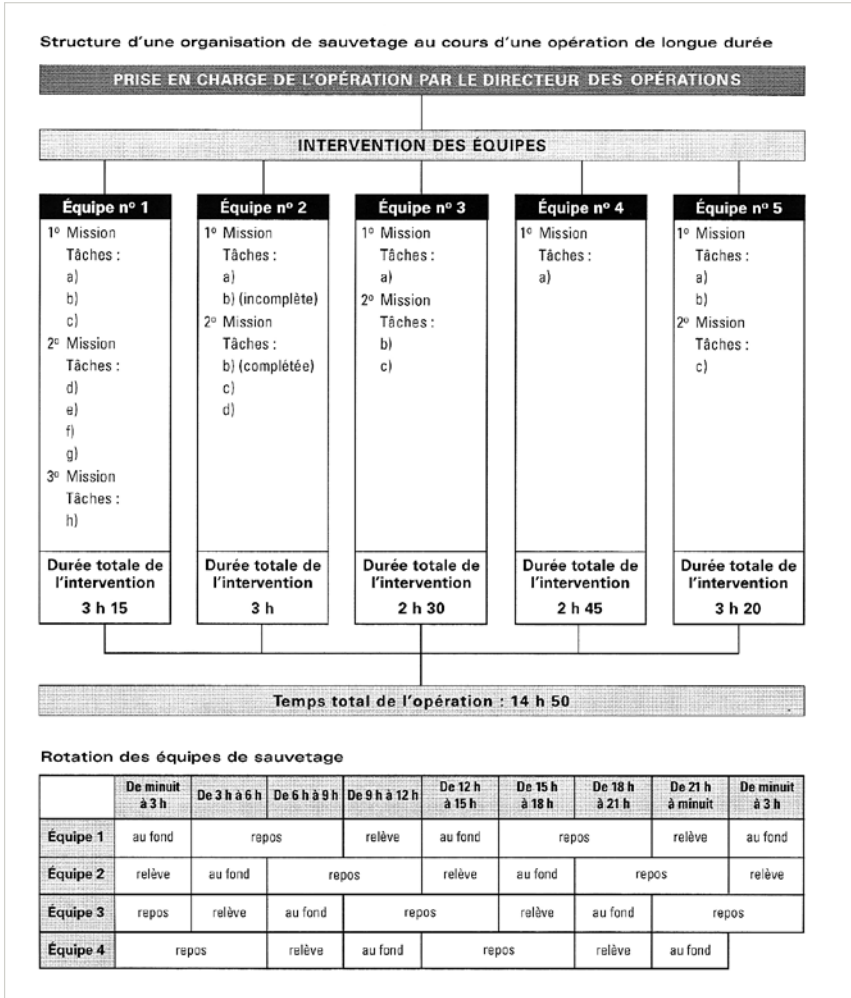 Structure d'une organisation de sauvetage au cours d'une opération de longue durée
PRISE EN CHARGE DE L'OPÉRATION PAR LE DIRECTEUR DES OPÉRATIONS
INTERVENTION DES ÉQUIPES
Équipe nº 1
1º Mission
Tâches :
a)
b)
c)
2º Mission
Tâches :
d)
e)
f)
g)
3º Mission
Tâches :
h)
Durée totale de
l'intervention
3 h 15
Équipe nº 2
1º Mission
Tâches :
a)
b) (incomplète)
2º Mission
Tâches :
b) (complétée)
c)
d)
Durée totale de
l'intervention
3 h
Équipe nº 3
1º Mission
Tâches :
a)
2º Mission
Tâches :
b)
c)
Durée totale de
l'intervention
2 h 30
Équipe nº 4
1º Mission
Tâches :
a)
Durée totale de
l'intervention
2 h 45
Équipe nº 5
1º Mission
Tâches :
a)
b)
2º Mission
Tâches :
c)
Durée totale de
l'intervention
3 h 20
Temps total de l'opération : 14 h 50
Rotation des équipes de sauvetage
De minuit à 3 h De 3 h à 6 h De 6 h à 9 h De 9 h à 12 h De 12 h à 15 h De 15 h à 18 h De 18 h à 21 h De 21 h à minuit De minuit à 3 h
Équipe 1 au fond repos relève au fond repos relève au fond
Équipe 2 relève au fond repos relève au fond repos relève
Équipe 3 repos relève au fond repos relève au fond repos
Équipe 4 repos relève au fond repos relève au fond